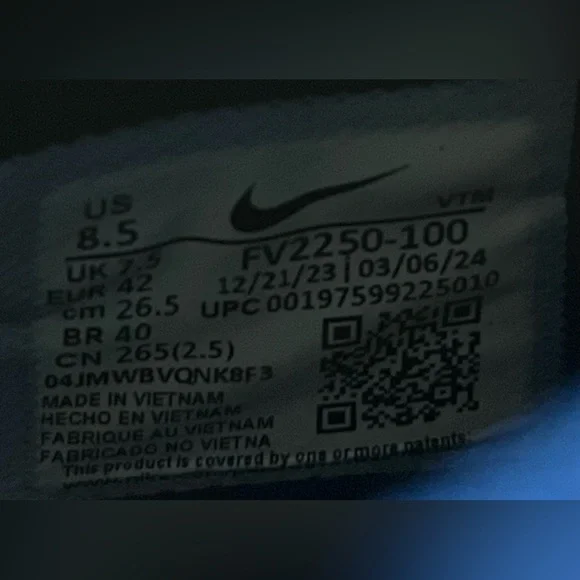 US
8.5
VTM
UK 7.5
FV2250-100
EUR 42
12/21/23 | 03/06/24
cm 26.5
UPC 00197599225010
BR 40
CN 265(2.5)
04JMWBVQNK8F3
MADE IN VIETNAM
HECHO EN VIETNAM
FABRIQUE AU VIETNAM
FABRICADO NO VIETNA
This product is covered by one or more patents: